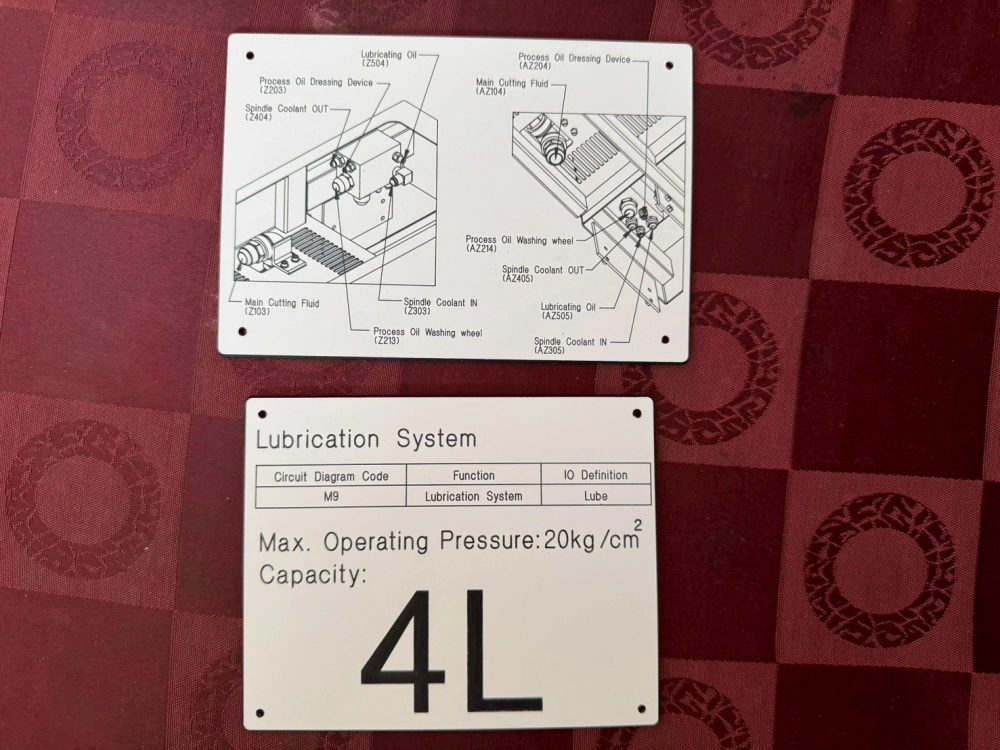 Lubricating Oil
(Z504)
Process Oil Dressing Device
(Z203)
Spindle Coolant OUT
(Z404)
Main Cutting Fluid
(Z103)
Spindle Coolant IN
(Z303)
Process Oil Washing wheel
(Z213)
Process Oil Dressing Device
(AZ204)
Main Cutting Fluid
(AZ104)
Process Oil Washing wheel
(AZ214)
Spindle Coolant OUT
(AZ405)
Lubricating Oil
(AZ505)
Spindle Coolant IN
(AZ305)
Lubrication System
Circuit Diagram Code Function IO Definition
M9 Lubrication System Lube
Max. Operating Pressure:20kg/cm²
Capacity:
4L